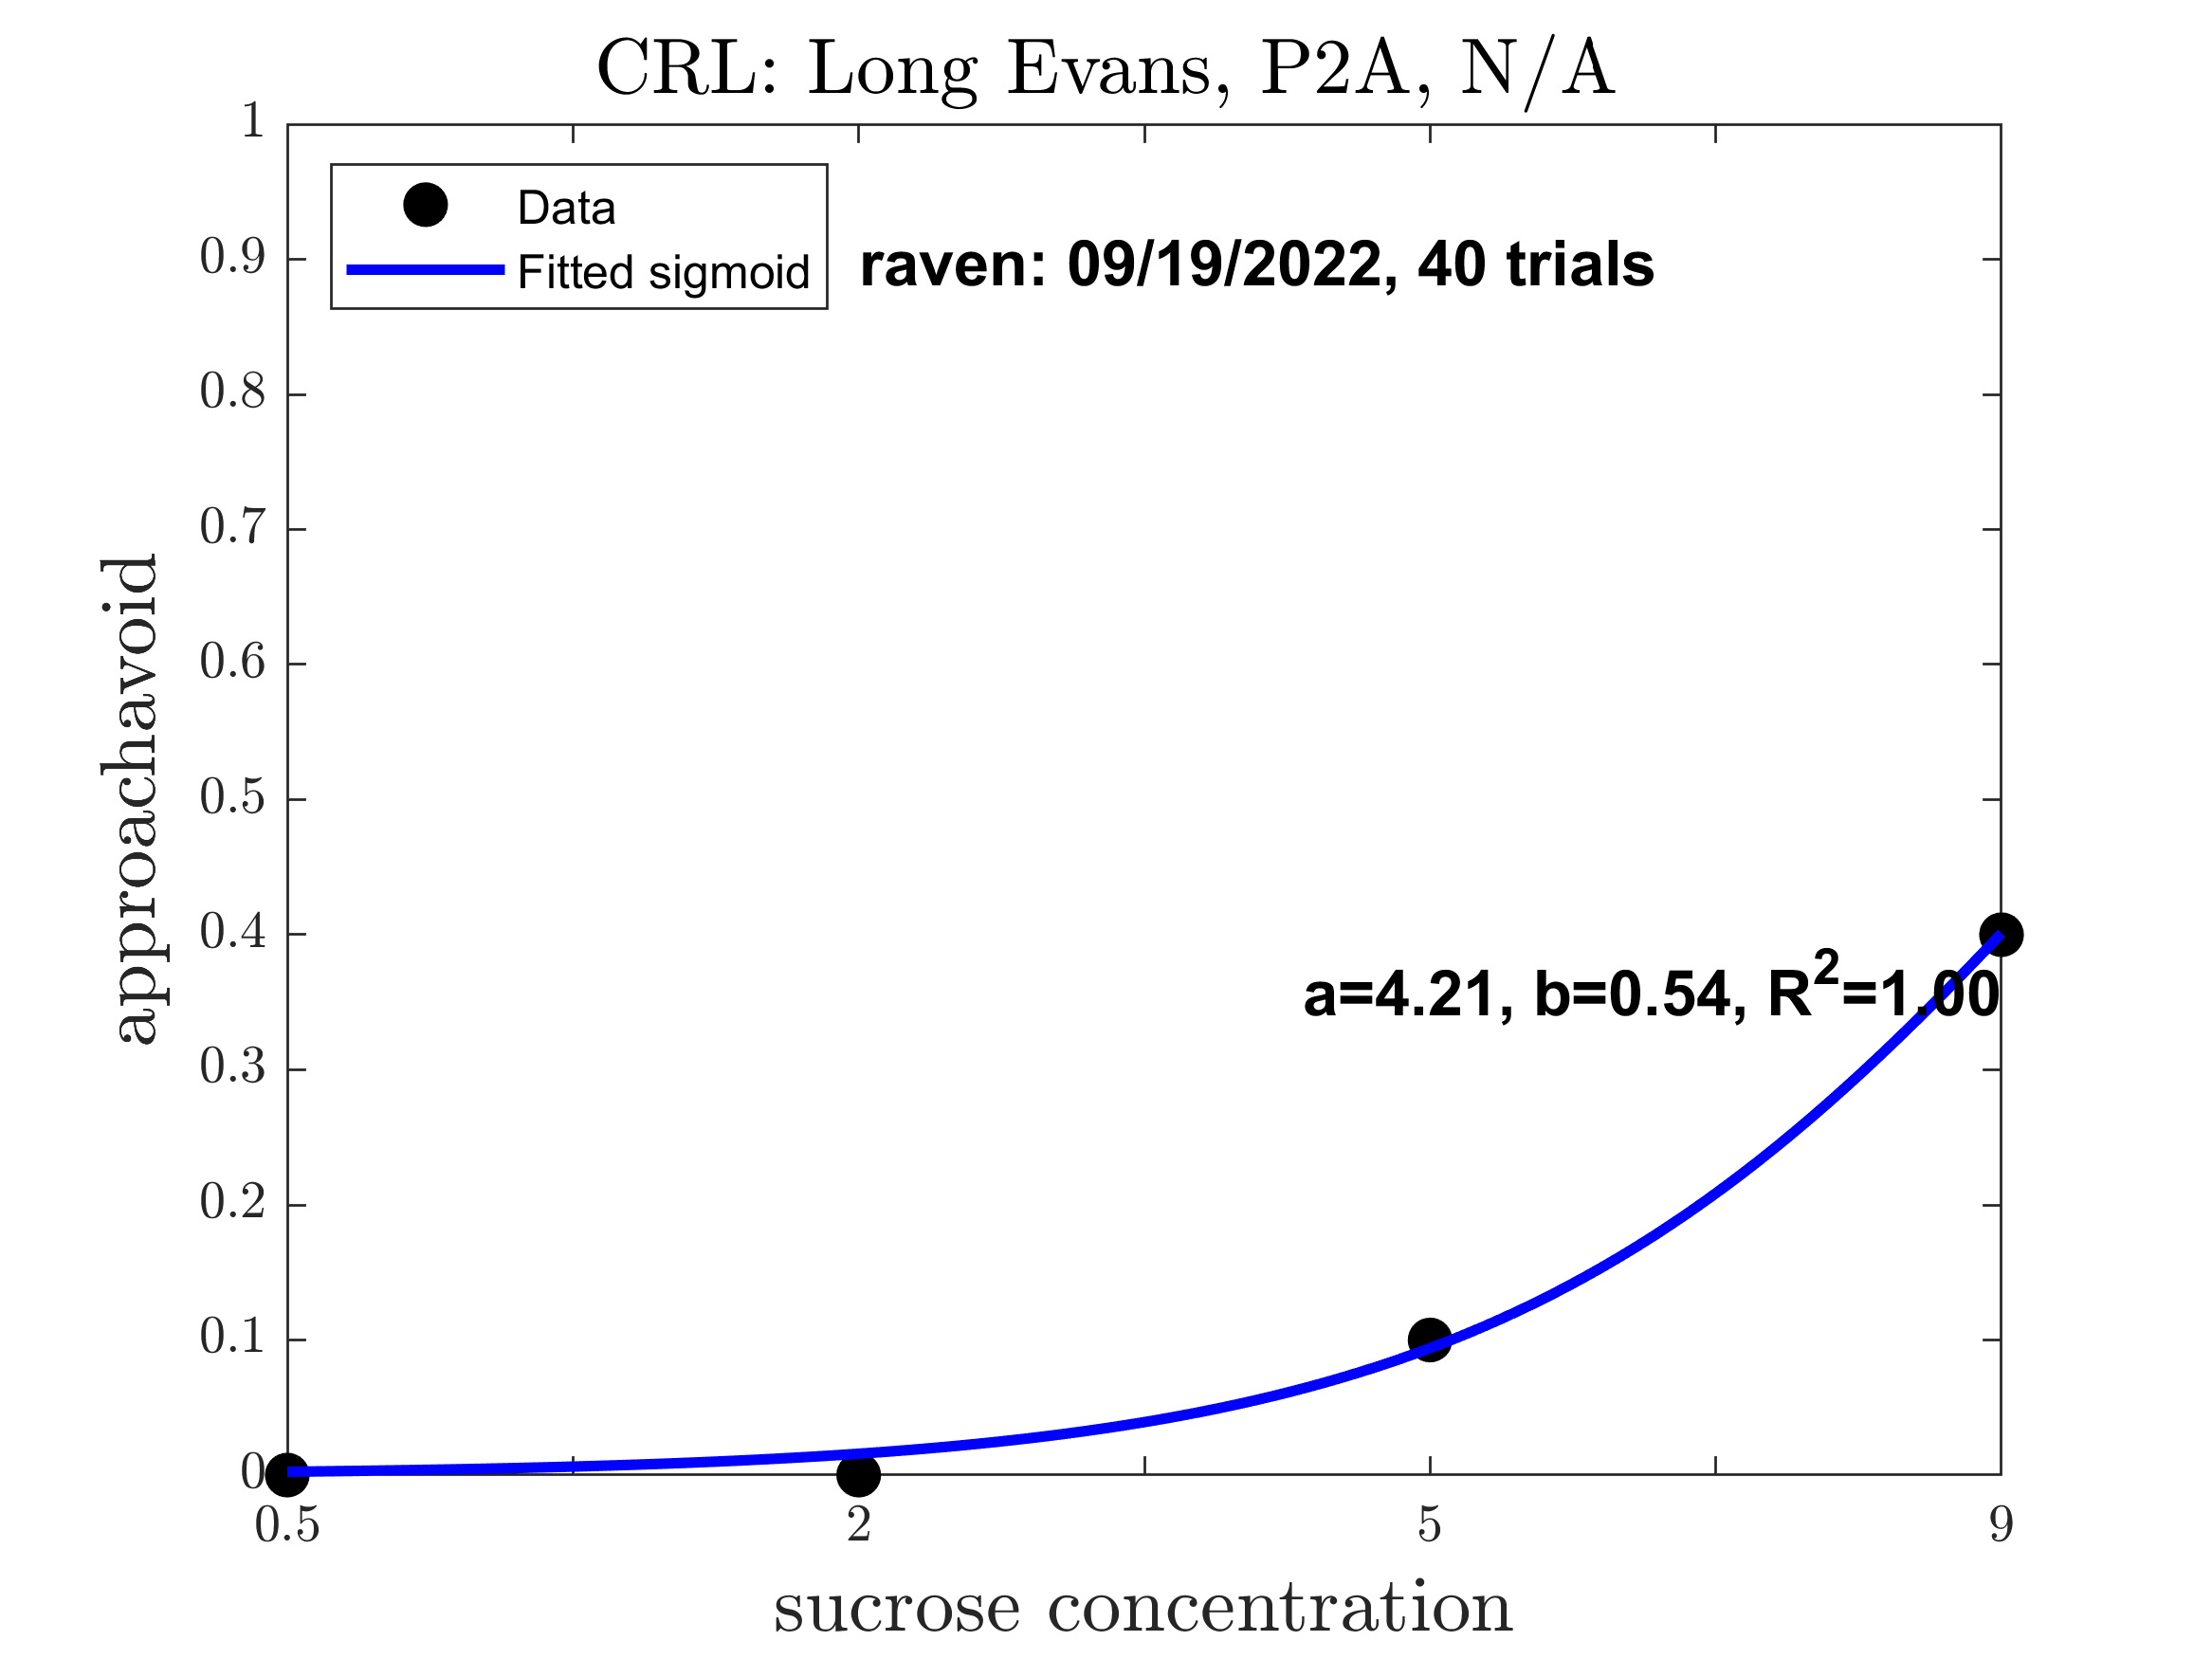 CRL: Long Evans, P2A, N/A
1
Data
Fitted sigmoid
raven: 09/19/2022, 40 trials
0.9
0.8
0.7
0.6
0.5
0.4
0.3
0.2
0.1
0
approachavoid
a=4.21, b=0.54, R²=1.00
0.5 2 5 9
sucrose concentration